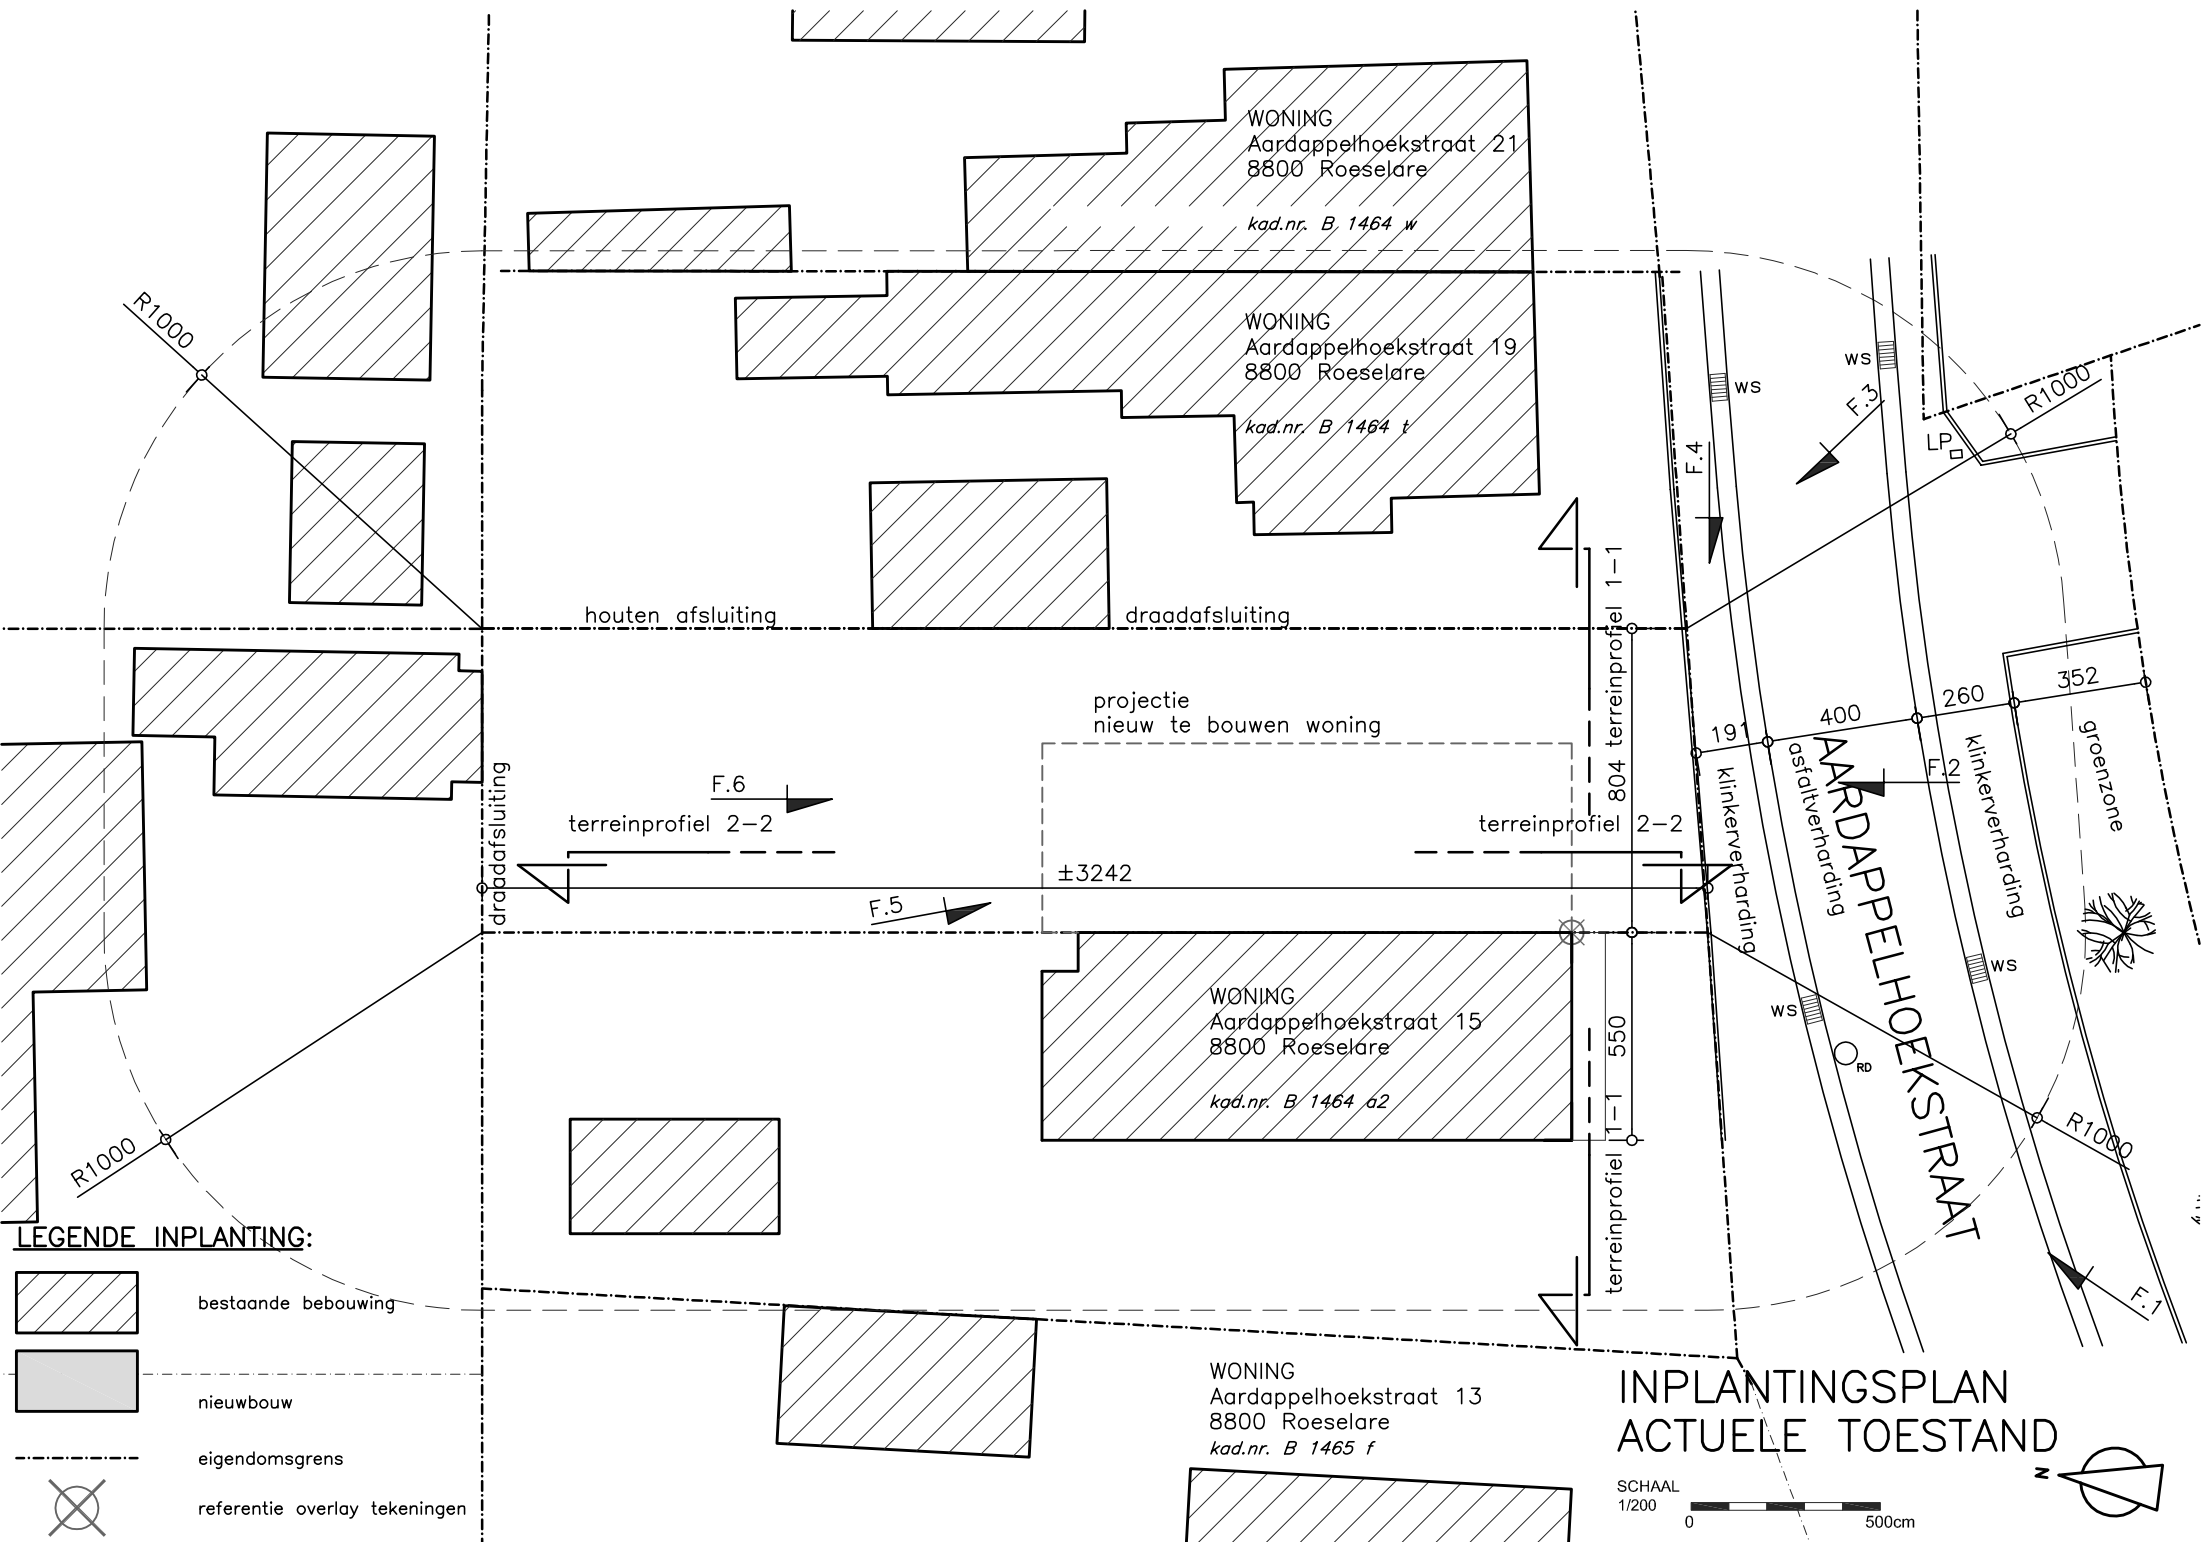 WONING
Aardappelhoekstraat 21
8800 Roeselare
kad.nr. B 1464 w
R1000
WONING
Aardappelhoekstraat 19
8800 Roeselare
kad.nr. B 1464 t
ws
ws
F.3
R1000
LP
F.4
houten afsluiting
draadafsluiting
terreinprofiel 1-1
804
projectie
nieuw te bouwen woning
191
400
260
352
F.6
terreinprofiel 2-2
draadafsluiting
terreinprofiel 2-2
±3242
F.5
klinkerverharding
asfaltverharding
AARDAPPELHOEKSTRAAT
F.2
klinkerverharding
groenzone
WONING
Aardappelhoekstraat 15
8800 Roeselare
kad.nr. B 1464 a2
550
terreinprofiel 1-1
ws
ws
RD
R1000
R1000
F.1
LEGENDE INPLANTING:
bestaande bebouwing
nieuwbouw
eigendomsgrens
referentie overlay tekeningen
WONING
Aardappelhoekstraat 13
8800 Roeselare
kad.nr. B 1465 f
INPLANTINGSPLAN
ACTUELE TOESTAND
N
SCHAAL
1/200
0
500cm